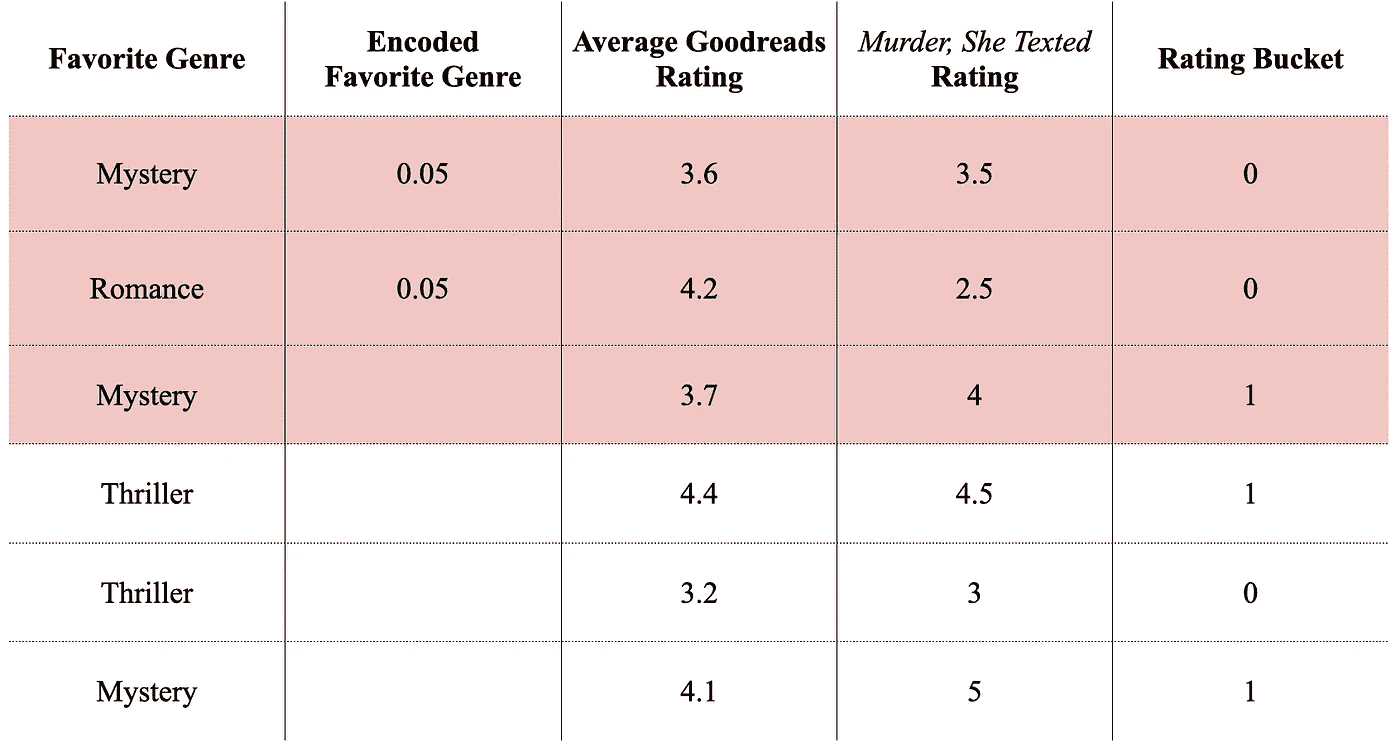 Favorite Genre
Encoded
Favorite Genre
Average Goodreads
Rating
Murder, She Texted
Rating
Rating Bucket
Mystery 0.05 3.6 3.5 0
Romance 0.05 4.2 2.5 0
Mystery 3.7 4 1
Thriller 4.4 4.5 1
Thriller 3.2 3 0
Mystery 4.1 5 1